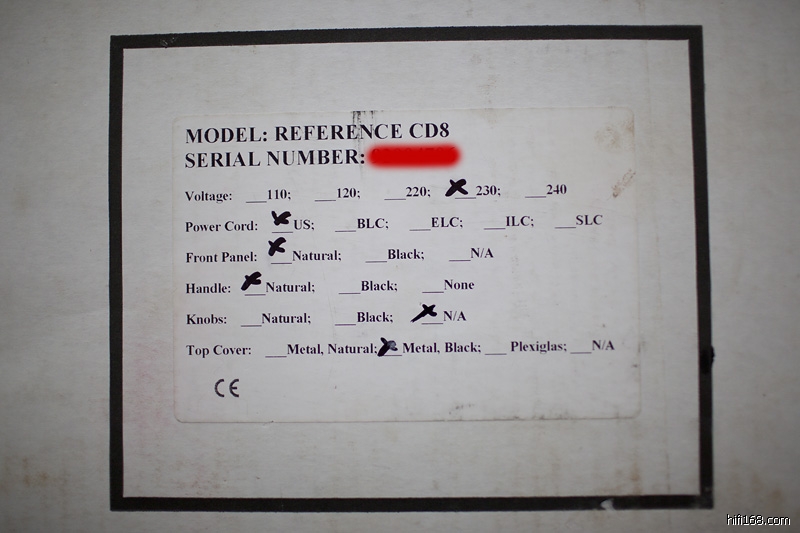 MODEL: REFERENCE CD8
SERIAL NUMBER:
Voltage: ___110; ___120; ___220; ___230; ___240
Power Cord: ___US; ___BLC; ___ELC; ___ILC; ___SLC
Front Panel: ___Natural; ___Black; ___N/A
Handle: ___Natural; ___Black; ___None
Knobs: ___Natural; ___Black; ___N/A
Top Cover: ___Metal, Natural; ___Metal, Black; ___ Plexiglas; ___N/A
CE
hifi168.com